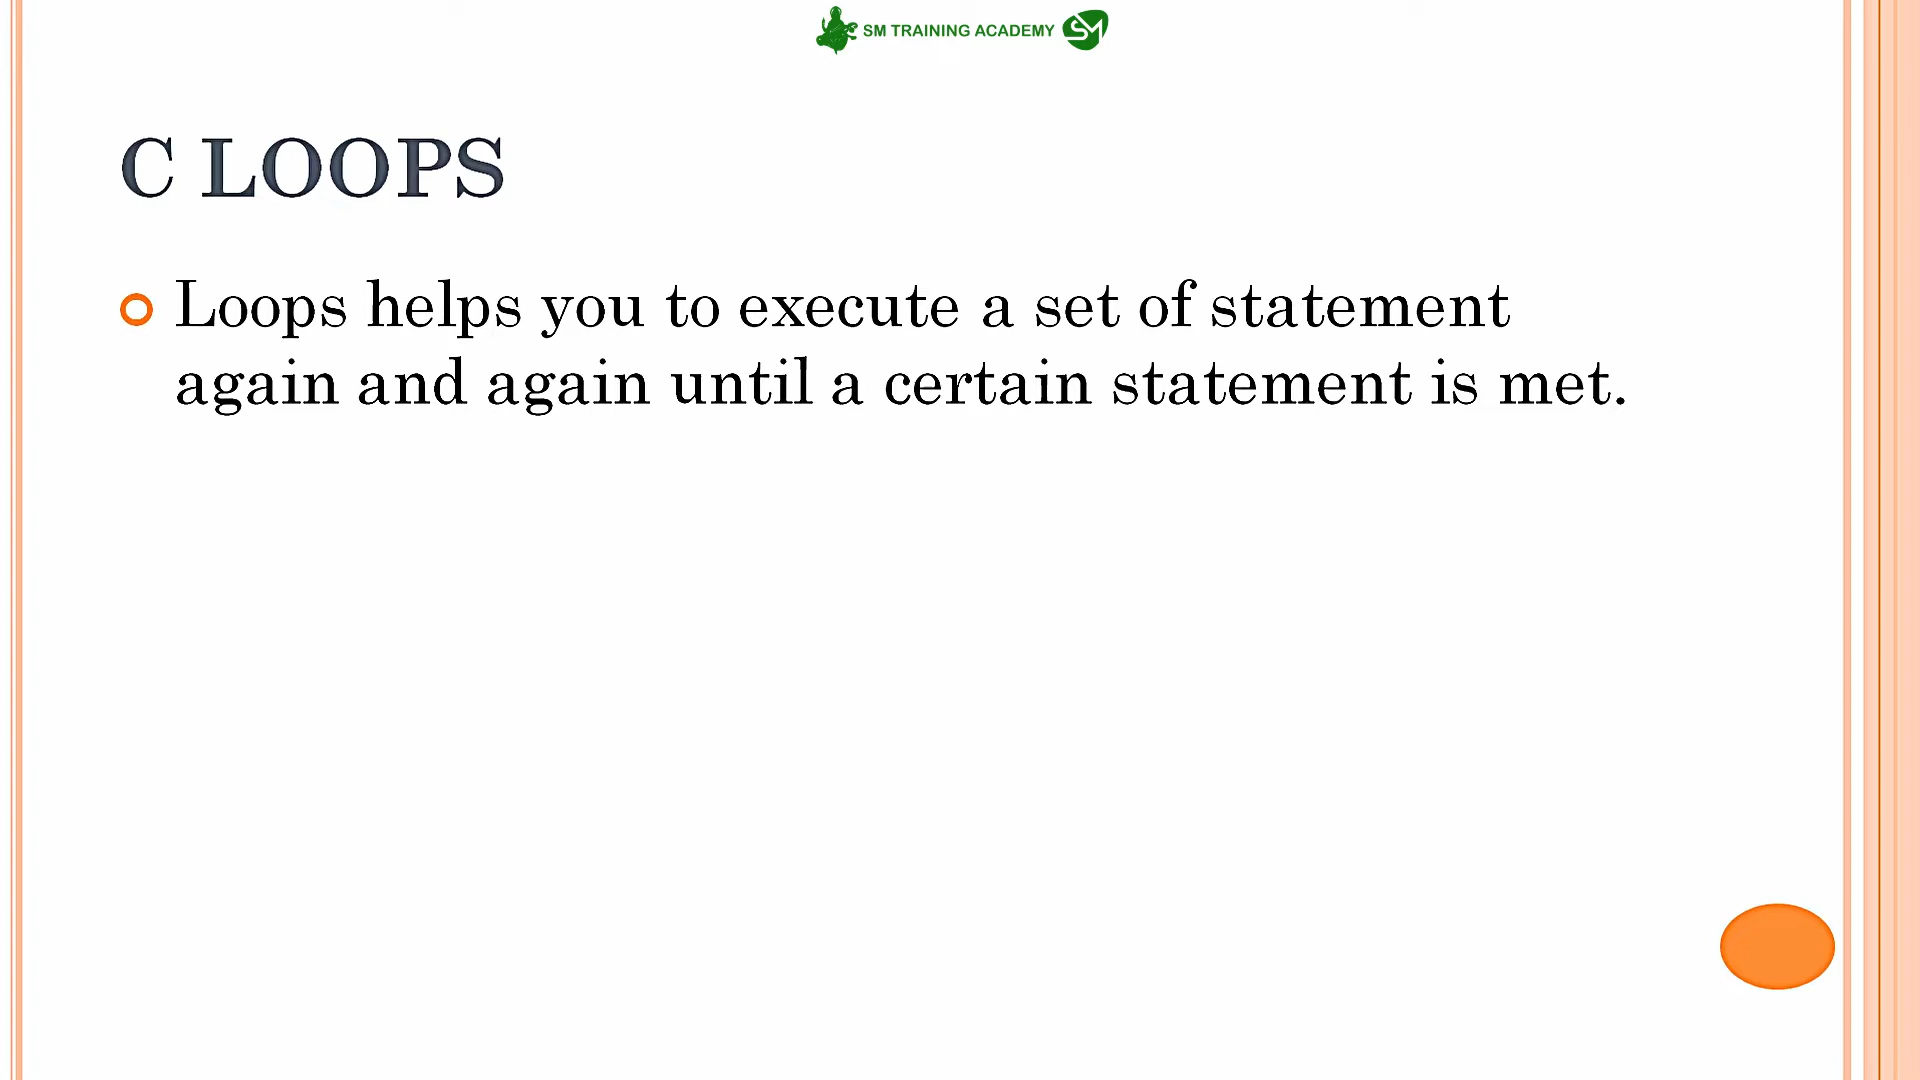 SM TRAINING ACADEMY SM
C LOOPS
Loops helps you to execute a set of statement
again and again until a certain statement is met.